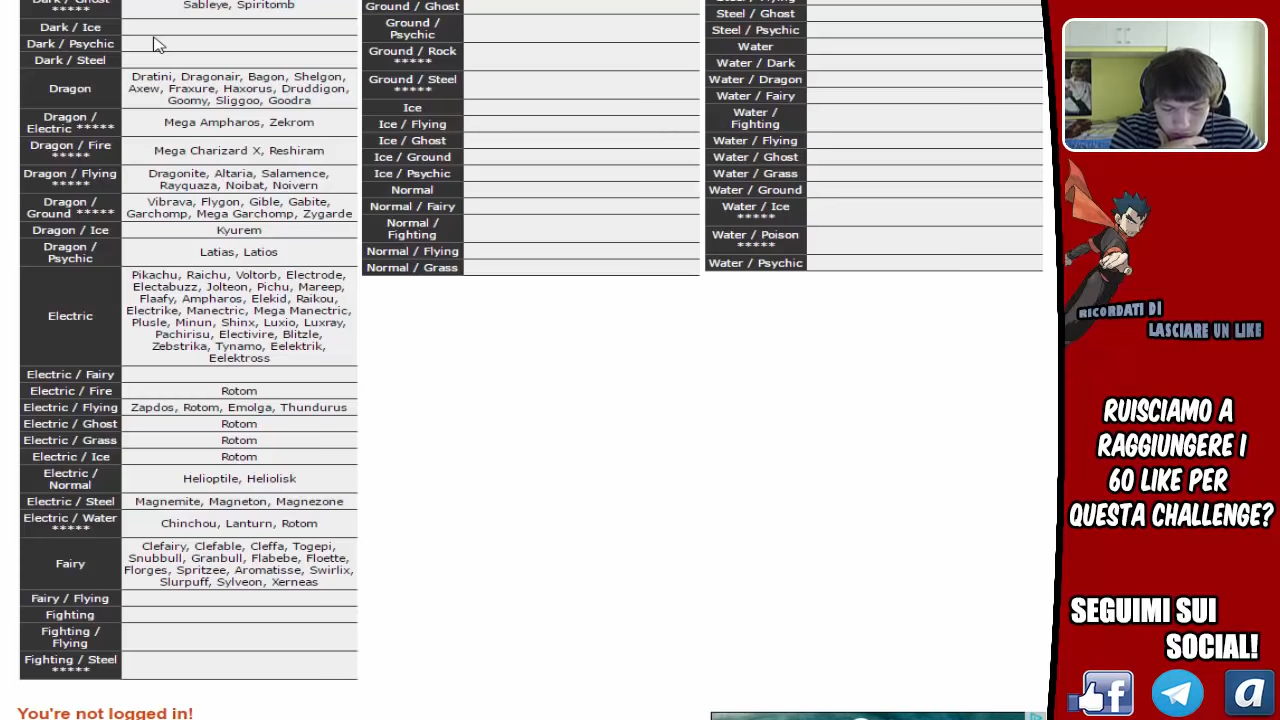 Dark / Ghost
*****
Sableye, Spiritomb
Dark / Ice
Dark / Psychic
Dark / Steel
Dragon
Dratini, Dragonair, Bagon, Shelgon,
Axew, Fraxure, Haxorus, Druddigon,
Goomy, Sliggoo, Goodra
Dragon /
Electric *****
Mega Ampharos, Zekrom
Dragon / Fire
*****
Mega Charizard X, Reshiram
Dragon / Flying
*****
Dragonite, Altaria, Salamence,
Rayquaza, Noibat, Noivern
Dragon /
Ground *****
Vibrava, Flygon, Gible, Gabite,
Garchomp, Mega Garchomp, Zygarde
Dragon / Ice
Kyurem
Dragon /
Psychic
Latias, Latios
Electric
Pikachu, Raichu, Voltorb, Electrode,
Electabuzz, Jolteon, Pichu, Mareep,
Flaafy, Ampharos, Elekid, Raikou,
Electrike, Manectric, Mega Manectric,
Plusle, Minun, Shinx, Luxio, Luxray,
Pachirisu, Electivire, Blitzle,
Zebstrika, Tynamo, Eelektrik,
Eelektross
Electric / Fairy
Electric / Fire
Rotom
Electric / Flying
Zapdos, Rotom, Emolga, Thundurus
Electric / Ghost
Rotom
Electric / Grass
Rotom
Electric / Ice
Rotom
Electric /
Normal
Helioptile, Heliolisk
Electric / Steel
Magnemite, Magneton, Magnezone
Electric / Water
*****
Chinchou, Lanturn, Rotom
Fairy
Clefairy, Clefable, Cleffa, Togepi,
Snubbull, Granbull, Flabebe, Floette,
Florges, Spritzee, Aromatisse, Swirlix,
Slurpuff, Sylveon, Xerneas
Fairy / Flying
Fighting
Fighting /
Flying
Fighting / Steel
*****
You're not logged in!
Ground / Ghost
Ground /
Psychic
Ground / Rock
*****
Ground / Steel
*****
Ice
Ice / Flying
Ice / Ghost
Ice / Ground
Ice / Psychic
Normal
Normal / Fairy
Normal /
Fighting
Normal / Flying
Normal / Grass
Steel / Ghost
Steel / Psychic
Water
Water / Dark
Water / Dragon
Water / Fairy
Water /
Fighting
Water / Flying
Water / Ghost
Water / Grass
Water / Ground
Water / Ice
*****
Water / Poison
*****
Water / Psychic
RICORDATI DI
LASCIARE UN LIKE
RUISCIAMO A
RAGGIUNGERE I
60 LIKE PER
QUESTA CHALLENGE?
SEGUIMI SUI
SOCIAL!
f
a